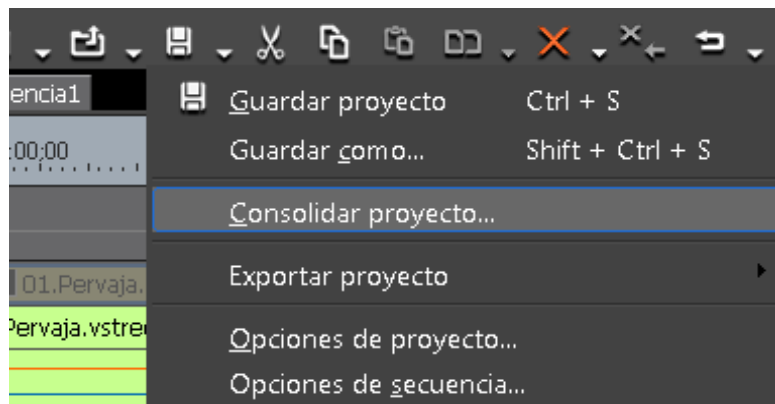 encia1
:00;00
Guardar proyecto Ctrl + S
Guardar como... Shift + Ctrl + S
Consolidar proyecto...
01.Pervaja.
Exportar proyecto
Pervaja.vstre
Opciones de proyecto...
Opciones de secuencia...